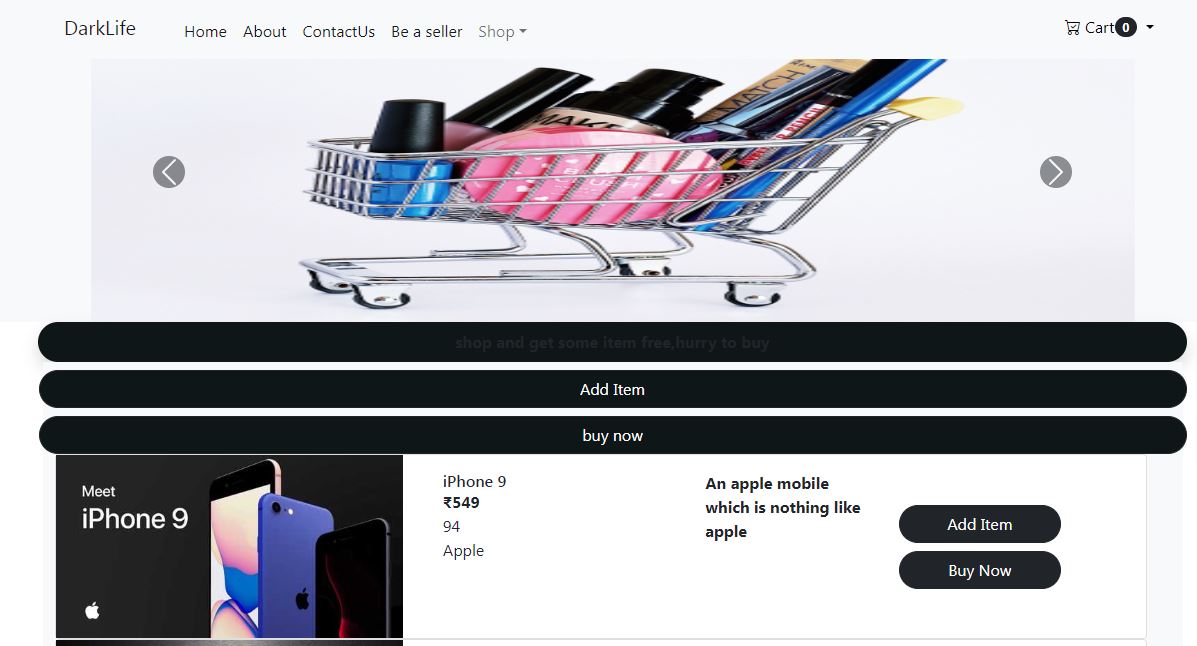 DarkLife
Home About ContactUs Be a seller Shop
Cart 0
MATCH
MAKE
shop and get some item free,hurry to buy
Add Item
buy now
Meet
iPhone 9
iPhone 9
₹549
94
Apple
An apple mobile
which is nothing like
apple
Add Item
Buy Now